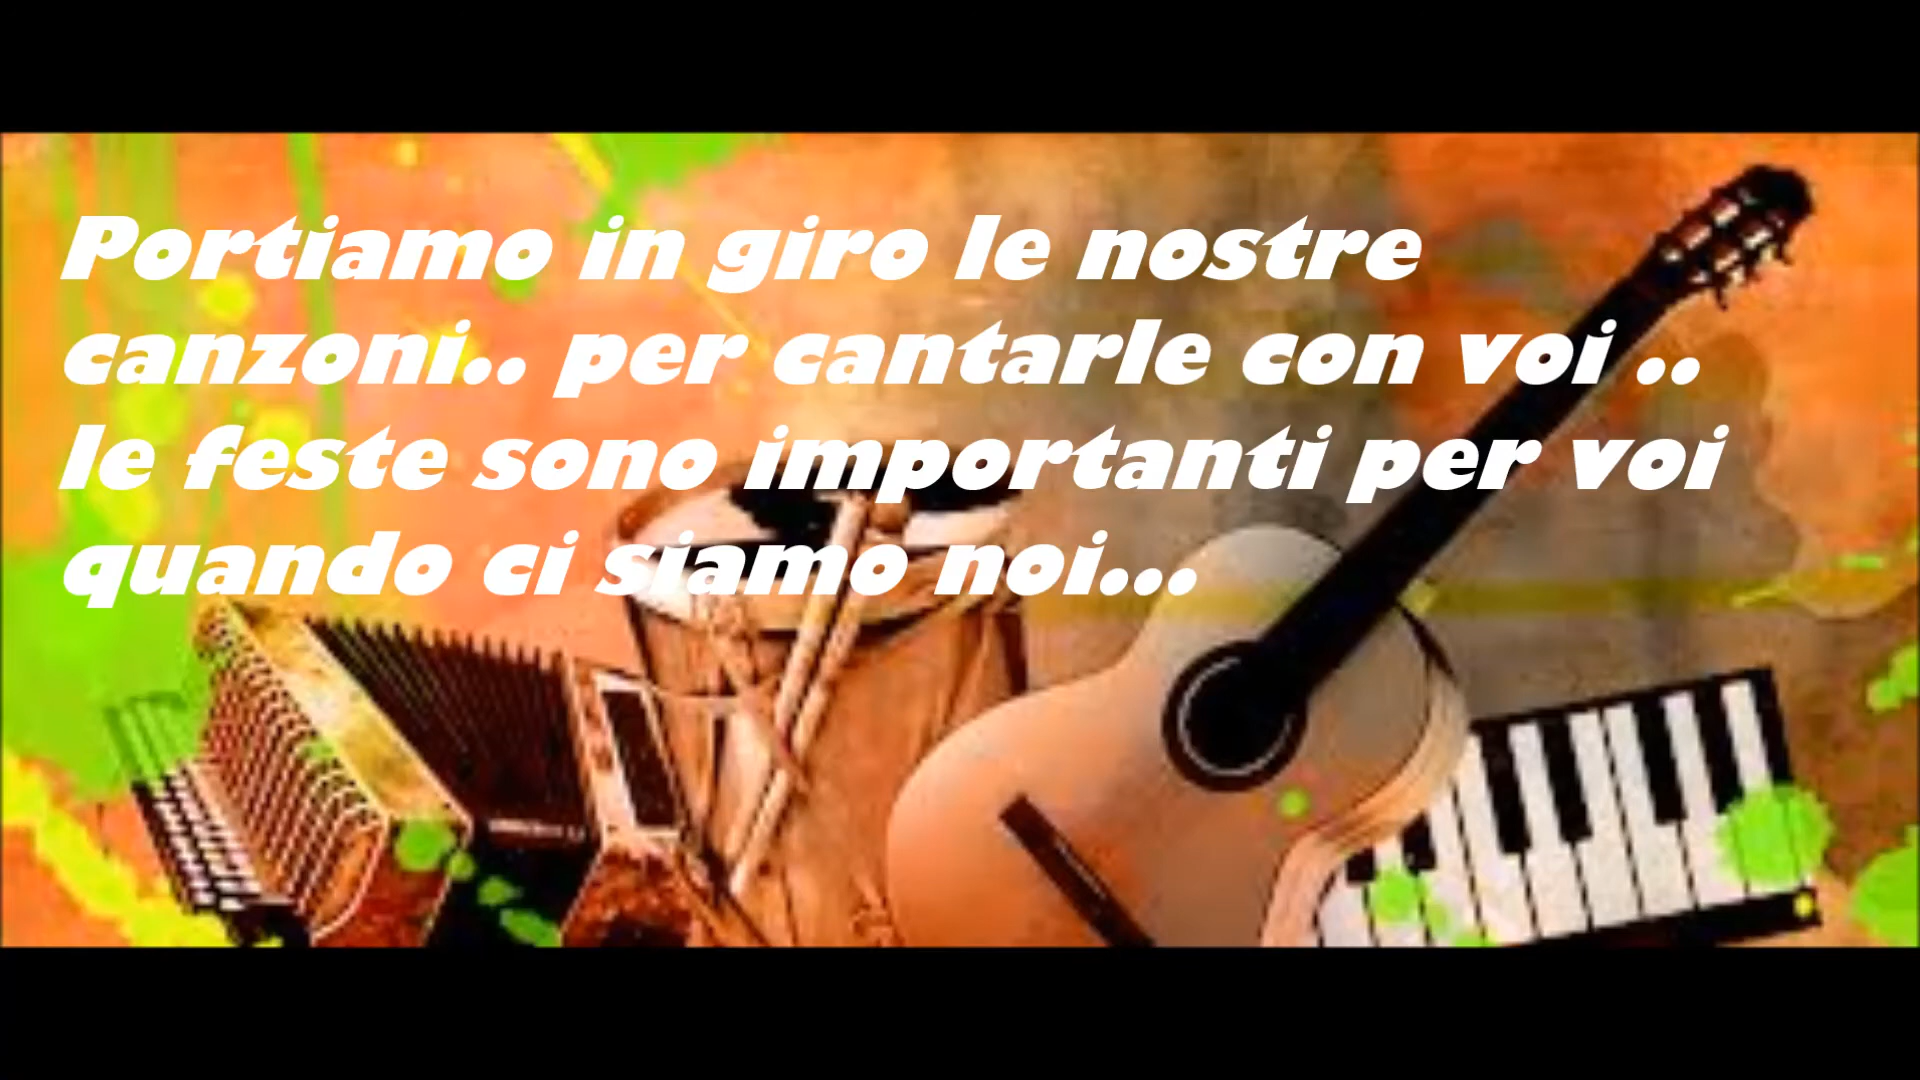 Portiamo in giro le nostre
canzoni.. per cantarle con voi ..
le feste sono importanti per voi
quando ci siamo noi...